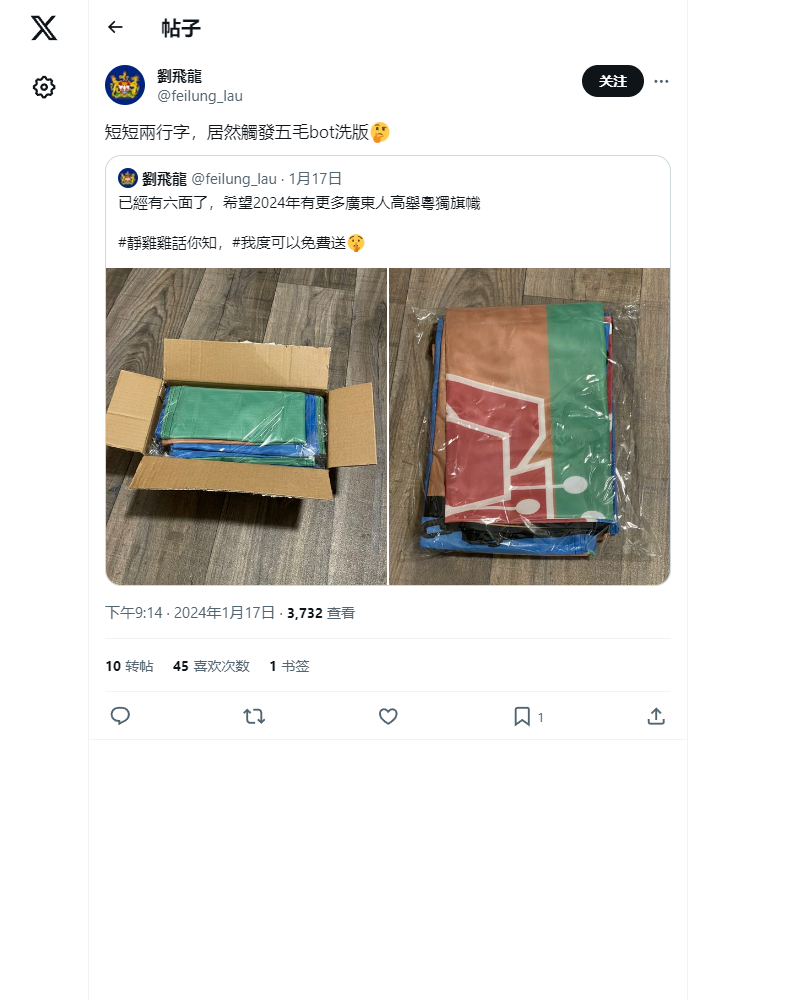 帖子
劉飛龍
@feilung_lau
关注
短短兩行字，居然觸發五毛bot洗版🤔
劉飛龍 @feilung_lau · 1月17日
已經有六面了，希望2024年有更多廣東人高舉粵獨旗幟
#靜雞雞話你知，#我度可以免費送🤫
下午9:14 · 2024年1月17日 · 3,732 查看
10 转帖 45 喜欢次数 1 书签
1